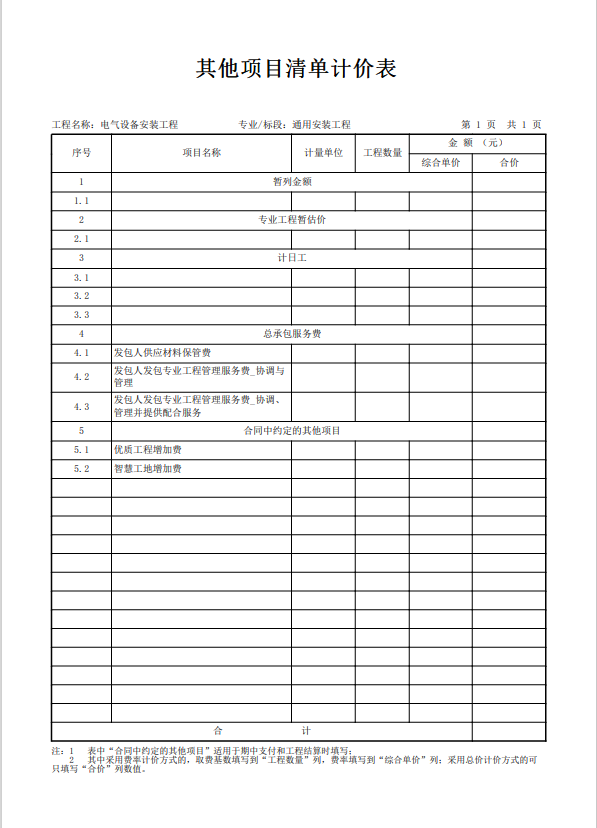 其他项目清单计价表
工程名称：电气设备安装工程 专业/标段：通用安装工程 第 1 页 共 1 页
序号 项目名称 计量单位 工程数量 金 额 （元）
综合单价 合价
1 暂列金额
1.1
2 专业工程暂估价
2.1
3 计日工
3.1
3.2
3.3
4 总承包服务费
4.1 发包人供应材料保管费
4.2 发包人发包专业工程管理服务费_协调与
管理
4.3 发包人发包专业工程管理服务费_协调、
管理并提供配合服务
5 合同中约定的其他项目
5.1 优质工程增加费
5.2 智慧工地增加费
合 计
注：1 表中“合同中约定的其他项目”适用于期中支付和工程结算时填写；
2 其中采用费率计价方式的，取费基数填写到“工程数量”列，费率填写到“综合单价”列；采用总价计价方式的可
只填写“合价”列数值。